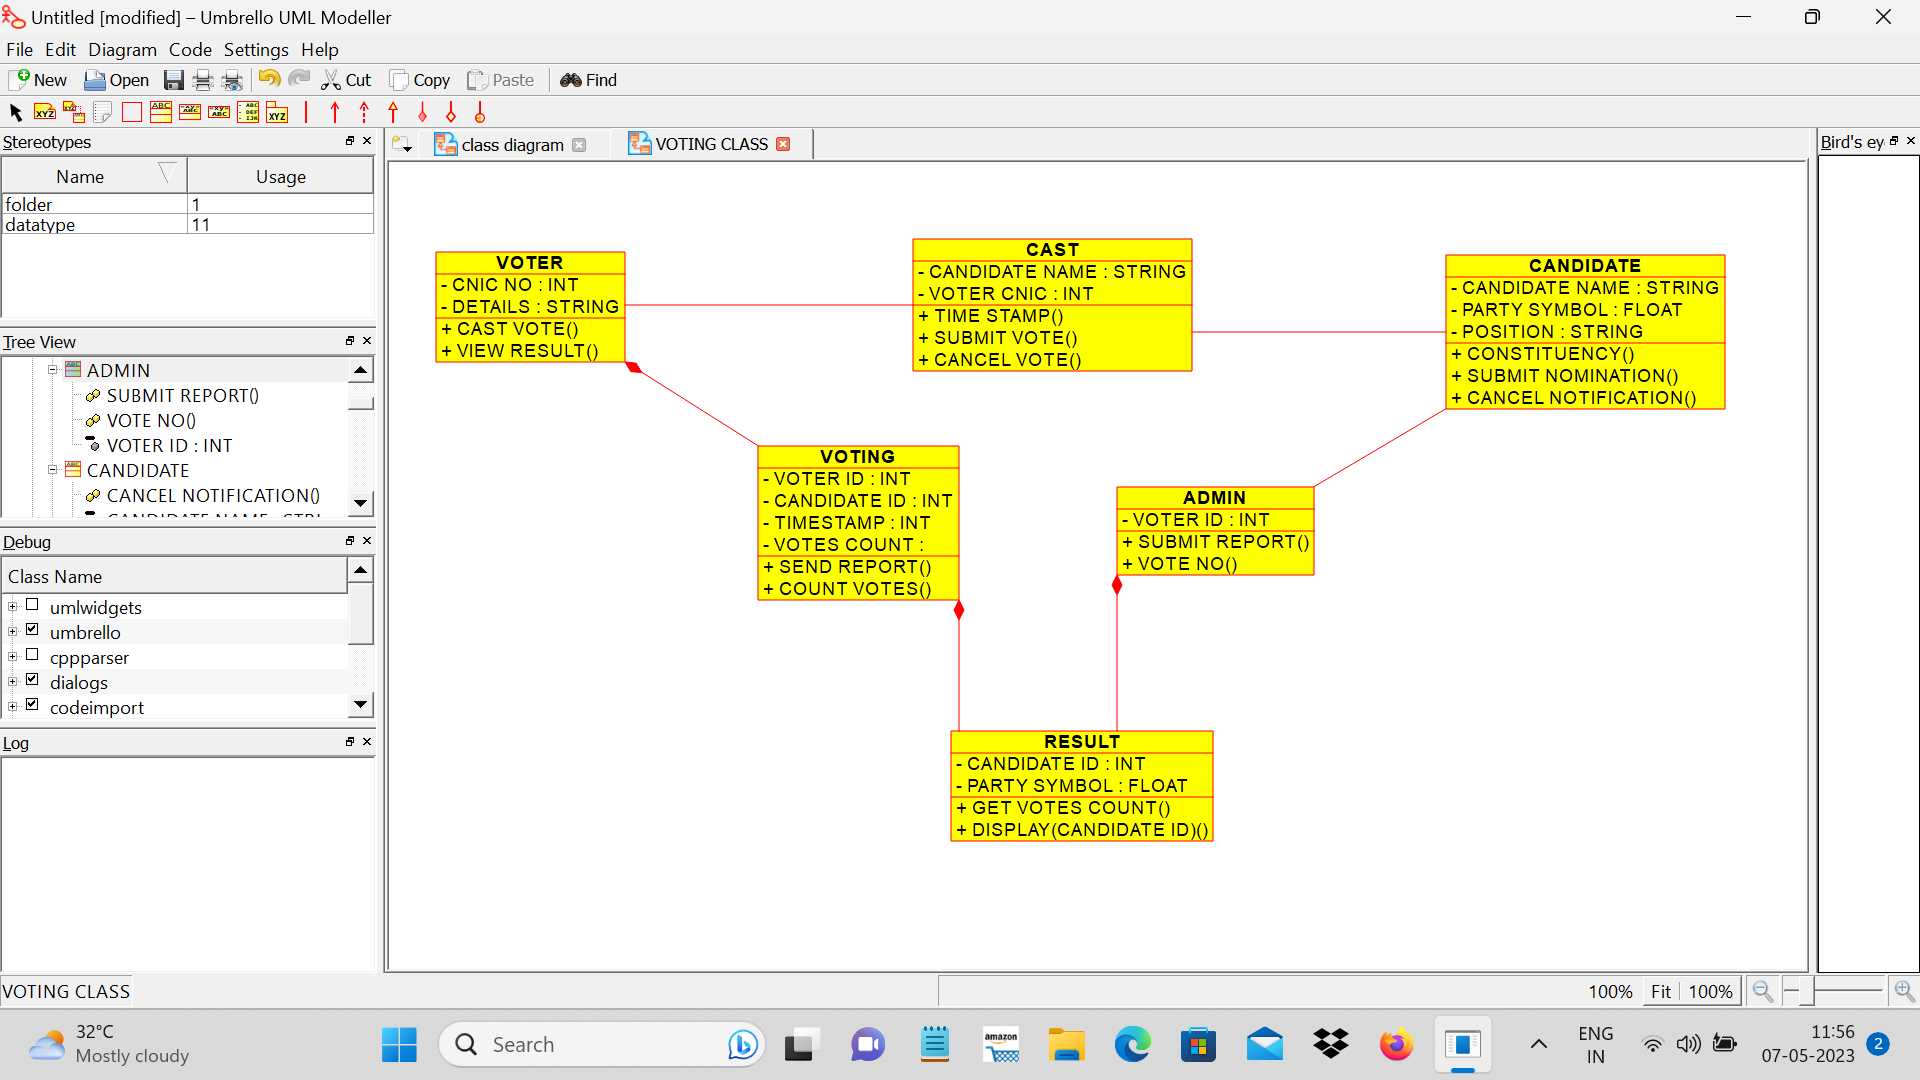 Untitled [modified] – Umbrello UML Modeller
File Edit Diagram Code Settings Help
New Open Cut Copy Paste Find
Stereotypes
Name Usage
folder 1
datatype 11
Tree View
ADMIN
SUBMIT REPORT()
VOTE NO()
VOTER ID : INT
CANDIDATE
CANCEL NOTIFICATION()
Debug
Class Name
umlwidgets
umbrello
cppparser
dialogs
codeimport
Log
class diagram
VOTING CLASS
Bird's ey
VOTER
- CNIC NO : INT
- DETAILS : STRING
+ CAST VOTE()
+ VIEW RESULT()
CAST
- CANDIDATE NAME : STRING
- VOTER CNIC : INT
+ TIME STAMP()
+ SUBMIT VOTE()
+ CANCEL VOTE()
CANDIDATE
- CANDIDATE NAME : STRING
- PARTY SYMBOL : FLOAT
- POSITION : STRING
+ CONSTITUENCY()
+ SUBMIT NOMINATION()
+ CANCEL NOTIFICATION()
VOTING
- VOTER ID : INT
- CANDIDATE ID : INT
- TIMESTAMP : INT
- VOTES COUNT :
+ SEND REPORT()
+ COUNT VOTES()
ADMIN
- VOTER ID : INT
+ SUBMIT REPORT()
+ VOTE NO()
RESULT
- CANDIDATE ID : INT
- PARTY SYMBOL : FLOAT
+ GET VOTES COUNT()
+ DISPLAY(CANDIDATE ID)()
VOTING CLASS
100% Fit 100%
32°C
Mostly cloudy
Search
amazon
ENG
IN
11:56
07-05-2023
2